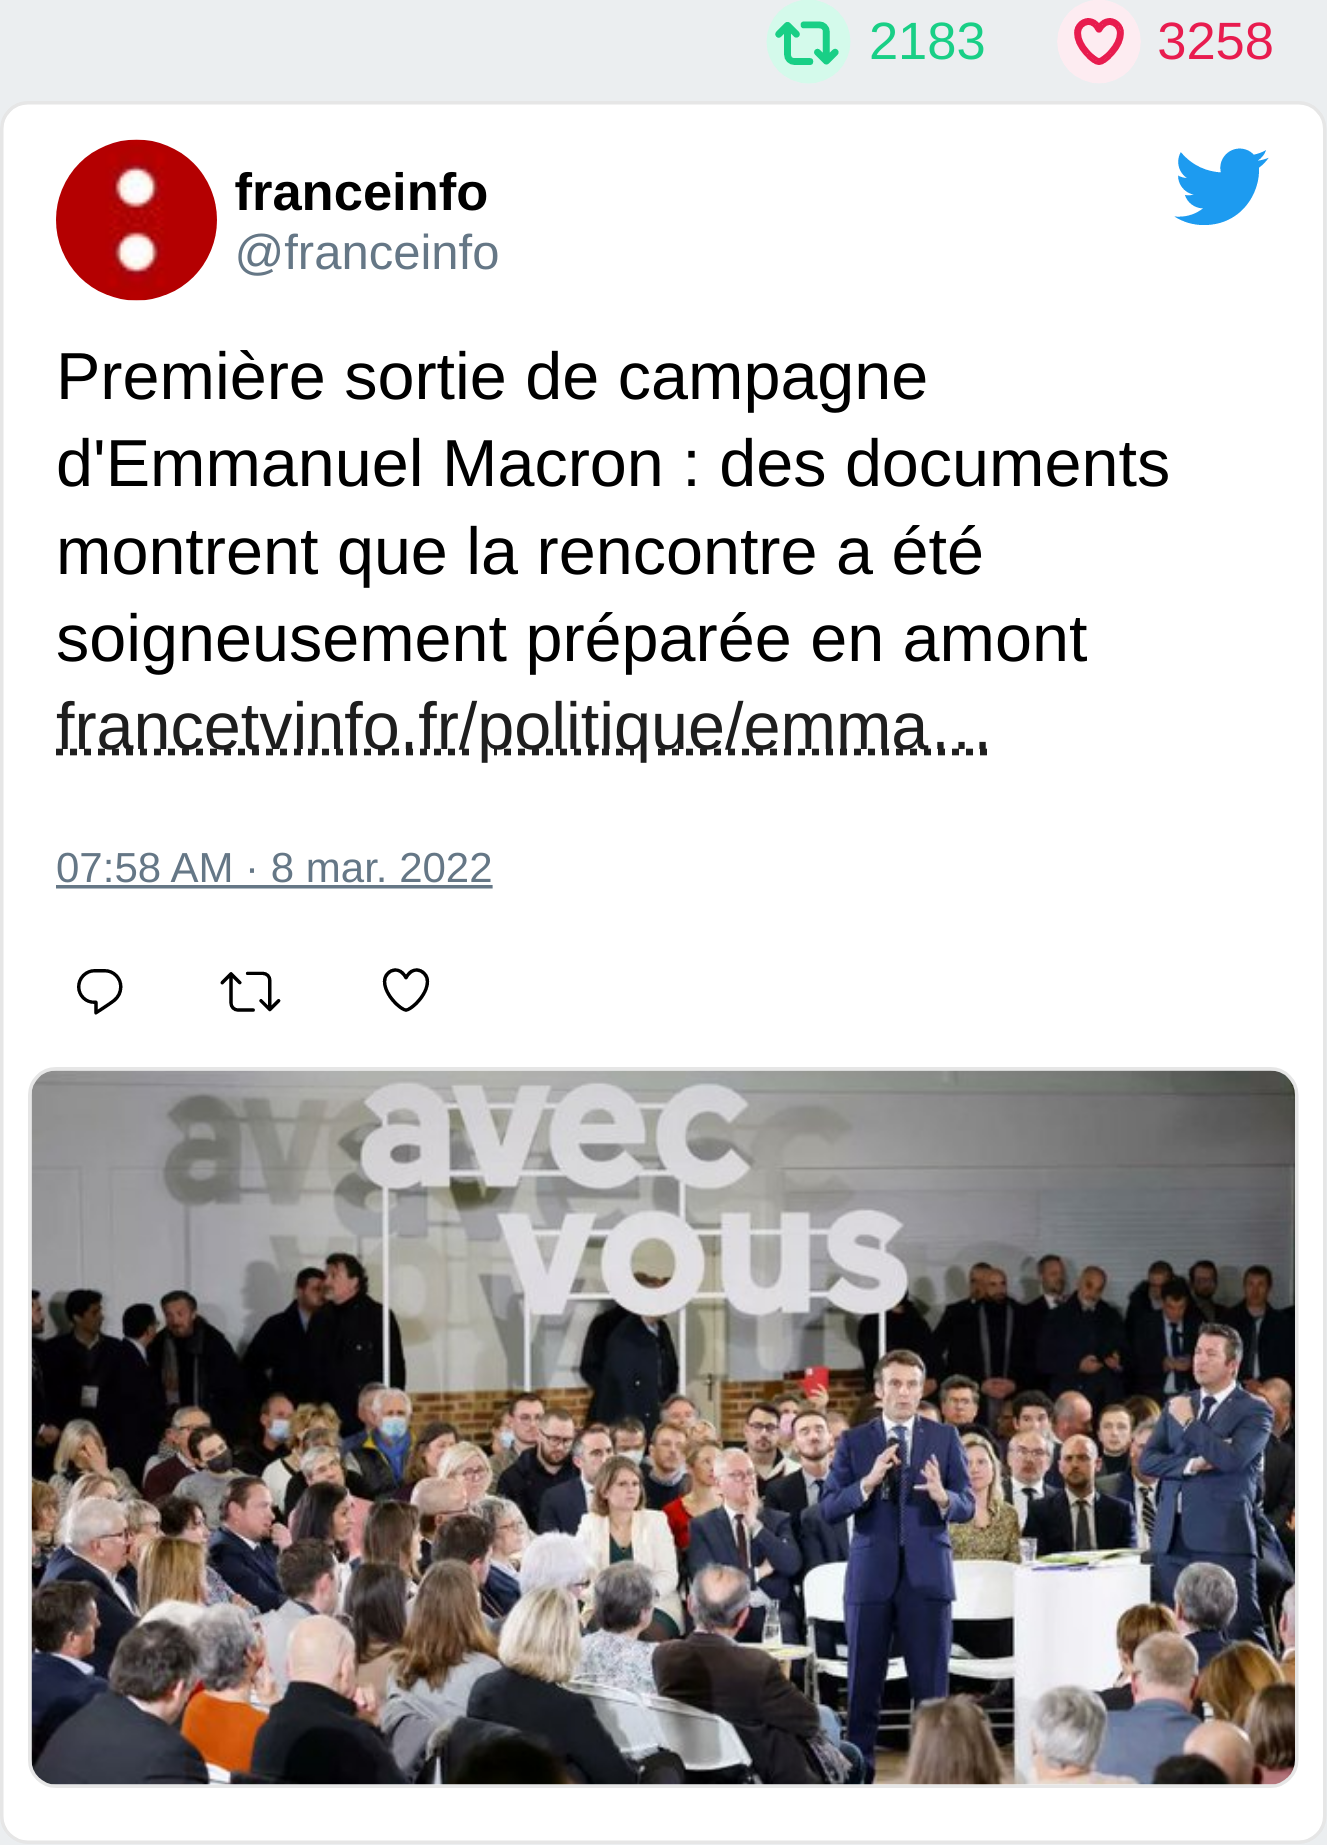 2183 3258
franceinfo
@franceinfo
Première sortie de campagne
d'Emmanuel Macron : des documents
montrent que la rencontre a été
soigneusement préparée en amont
francetvinfo.fr/politique/emma...
07:58 AM · 8 mar. 2022
avec
vous